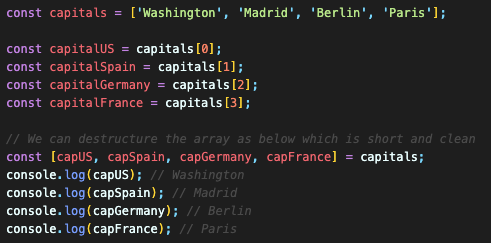 const capitals = ['Washington', 'Madrid', 'Berlin', 'Paris'];
const capitalUS = capitals[0];
const capitalSpain = capitals[1];
const capitalGermany = capitals[2];
const capitalFrance = capitals[3];
// We can destructure the array as below which is short and clean
const [capUS, capSpain, capGermany, capFrance] = capitals;
console.log(capUS); // Washington
console.log(capSpain); // Madrid
console.log(capGermany); // Berlin
console.log(capFrance); // Paris